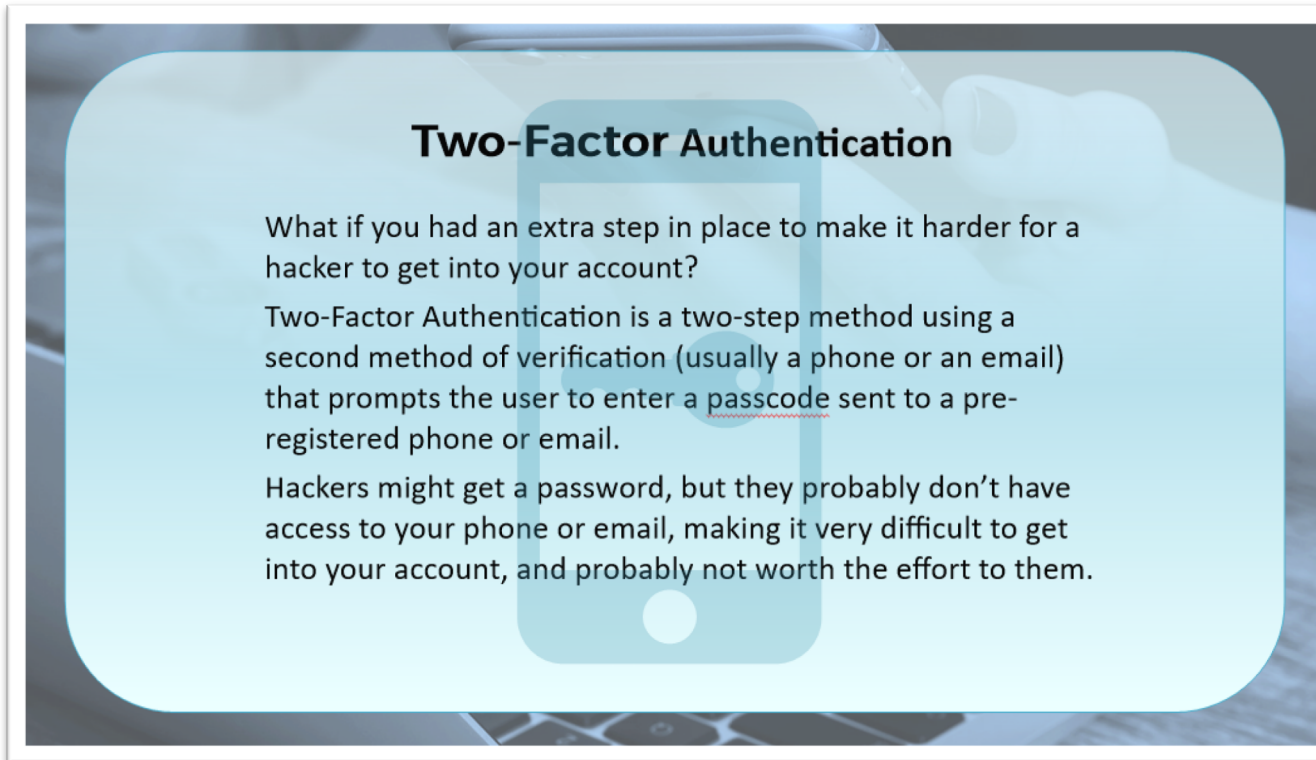 Two-Factor Authentication
What if you had an extra step in place to make it harder for a
hacker to get into your account?
Two-Factor Authentication is a two-step method using a
second method of verification (usually a phone or an email)
that prompts the user to enter a passcode sent to a pre-
registered phone or email.
Hackers might get a password, but they probably don’t have
access to your phone or email, making it very difficult to get
into your account, and probably not worth the effort to them.